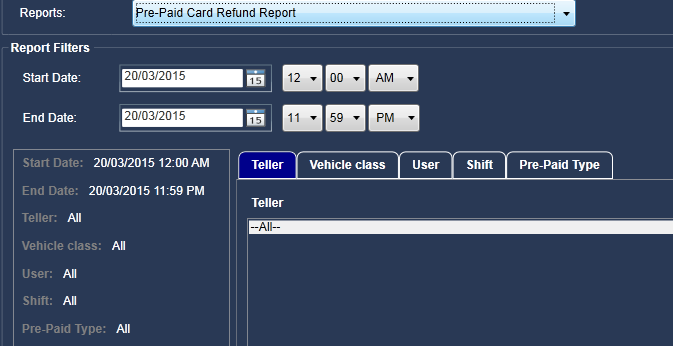 Reports: Pre-Paid Card Refund Report
Report Filters
Start Date: 20/03/2015 15 12 00 AM
End Date: 20/03/2015 15 11 59 PM
Start Date: 20/03/2015 12:00 AM
End Date: 20/03/2015 11:59 PM
Teller: All
Vehicle class: All
User: All
Shift: All
Pre-Paid Type: All
Teller Vehicle class User Shift Pre-Paid Type
Teller
--All--